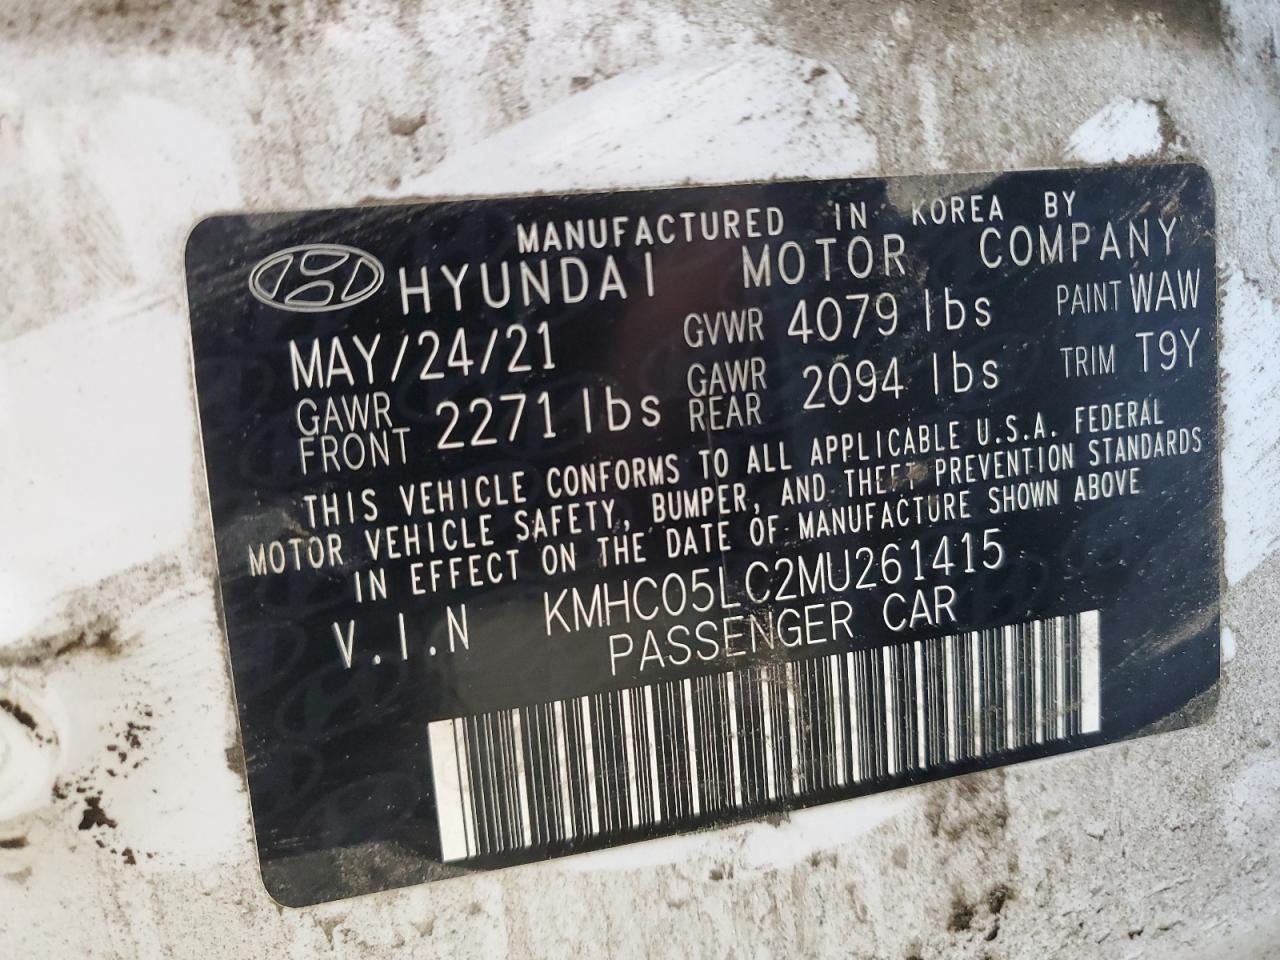 MANUFACTURED IN KOREA BY
HYUNDAI MOTOR COMPANY
MAY/24/21 GVWR 4079 lbs PAINT WAW
GAWR FRONT 2271 lbs GAWR REAR 2094 lbs TRIM T9Y
THIS VEHICLE CONFORMS TO ALL APPLICABLE U.S.A. FEDERAL
MOTOR VEHICLE SAFETY, BUMPER, AND THEFT PREVENTION STANDARDS
IN EFFECT ON THE DATE OF MANUFACTURE SHOWN ABOVE
V.I.N KMHC05LC2MU261415
PASSENGER CAR